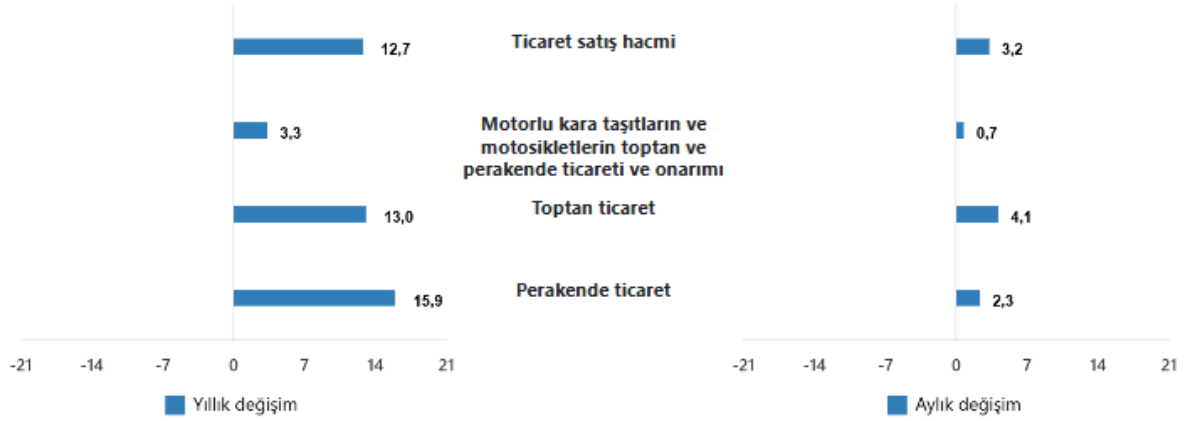 12,7
Ticaret satış hacmi
3,2
3,3
Motorlu kara taşıtların ve
motosikletlerin toptan ve
perakende ticareti ve onarımı
0,7
13,0
Toptan ticaret
4,1
15,9
Perakende ticaret
2,3
-21 -14 -7 0 7 14 21
-21 -14 -7 0 7 14 21
Yıllık değişim
Aylık değişim